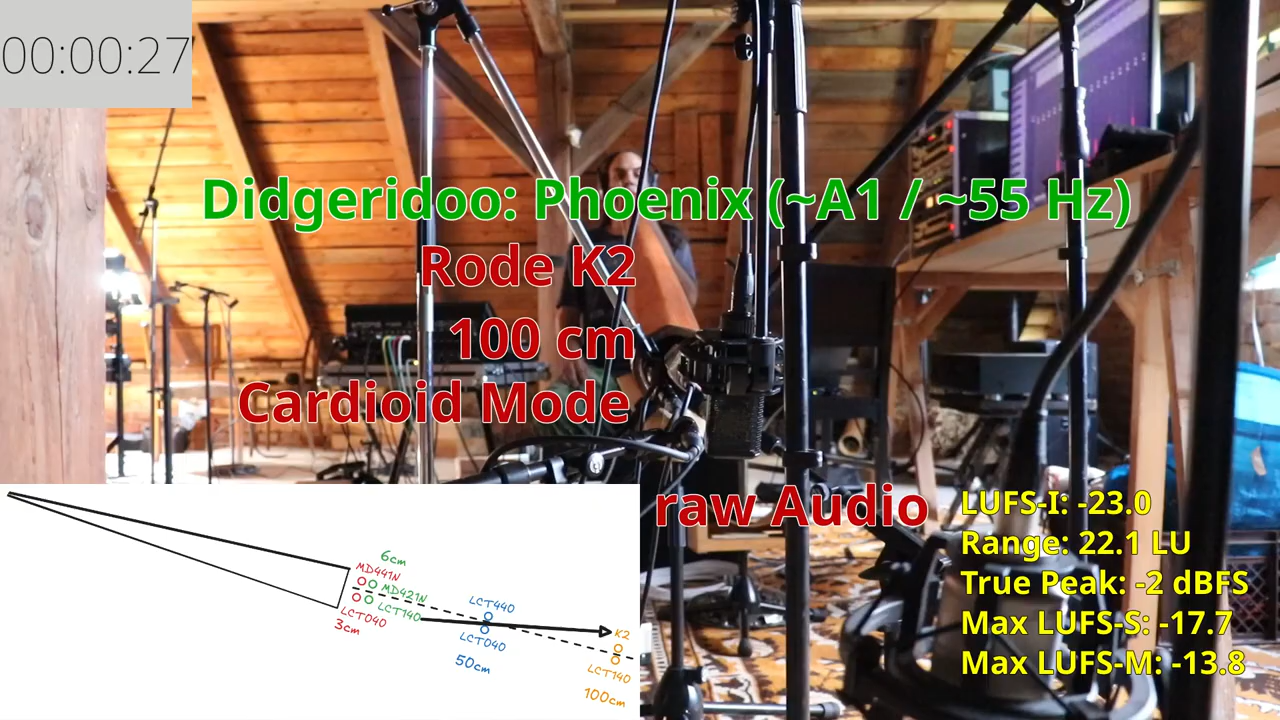 00:00:27
Didgeridoo: Phoenix (~A1 / ~55 Hz)
Rode K2
100 cm
Cardioid Mode
raw Audio
LUFS-I: -23.0
Range: 22.1 LU
True Peak: -2 dBFS
Max LUFS-S: -17.7
Max LUFS-M: -13.8
6cm
MD441N
MD421N
LCT140
LCT040
3cm
LCT440
LCT040
50cm
K2
LCT140
100cm